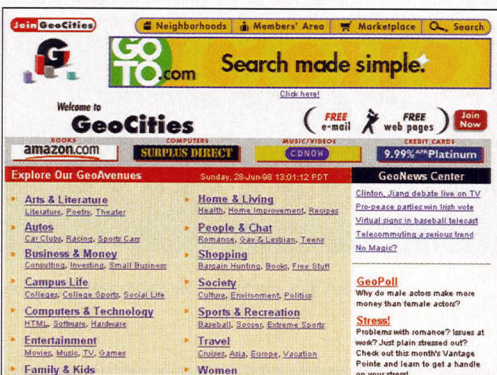 Join GeoCities
Neighborhoods Members' Area Marketplace Search
G
GO
TO.com Search made simple.
Click here!
Welcome to
GeoCities
FREE e-mail FREE web pages Join Now
BOOKS COMPUTERS MUSIC/VIDEOS CREDIT CARDS
amazon.com SURPLUS DIRECT CDNOW 9.99% APR Platinum
Explore Our GeoAvenues Sunday, 28-Jun-98 13:01:12 PDT
Arts & Literature
Literature, Poetry, Theater
Autos
Car Clubs, Racing, Sports Cars
Business & Money
Consulting, Investing, Small Business
Campus Life
Colleges, College Sports, Social Life
Computers & Technology
HTML, Software, Hardware
Entertainment
Movies, Music, TV, Games
Family & Kids
Home & Living
Health, Home Improvement, Recipes
People & Chat
Romance, Gay & Lesbian, Teens
Shopping
Bargain Hunting, Books, Free Stuff
Society
Culture, Environment, Politics
Sports & Recreation
Baseball, Soccer, Extreme Sports
Travel
Cruises, Asia, Europe, Vacation
Women
GeoNews Center
Clinton, Jiang debate live on TV
Pro-peace parties win Irish vote
Virtual signs in baseball telecast
Telecommuting a serious trend
No Magic?
GeoPoll
Why do male actors make more
money than female actors?
Stress!
Problems with romance? Issues at
work? Just plain stressed out?
Check out this month's Vantage
Pointe and learn to get a handle
on your stress!